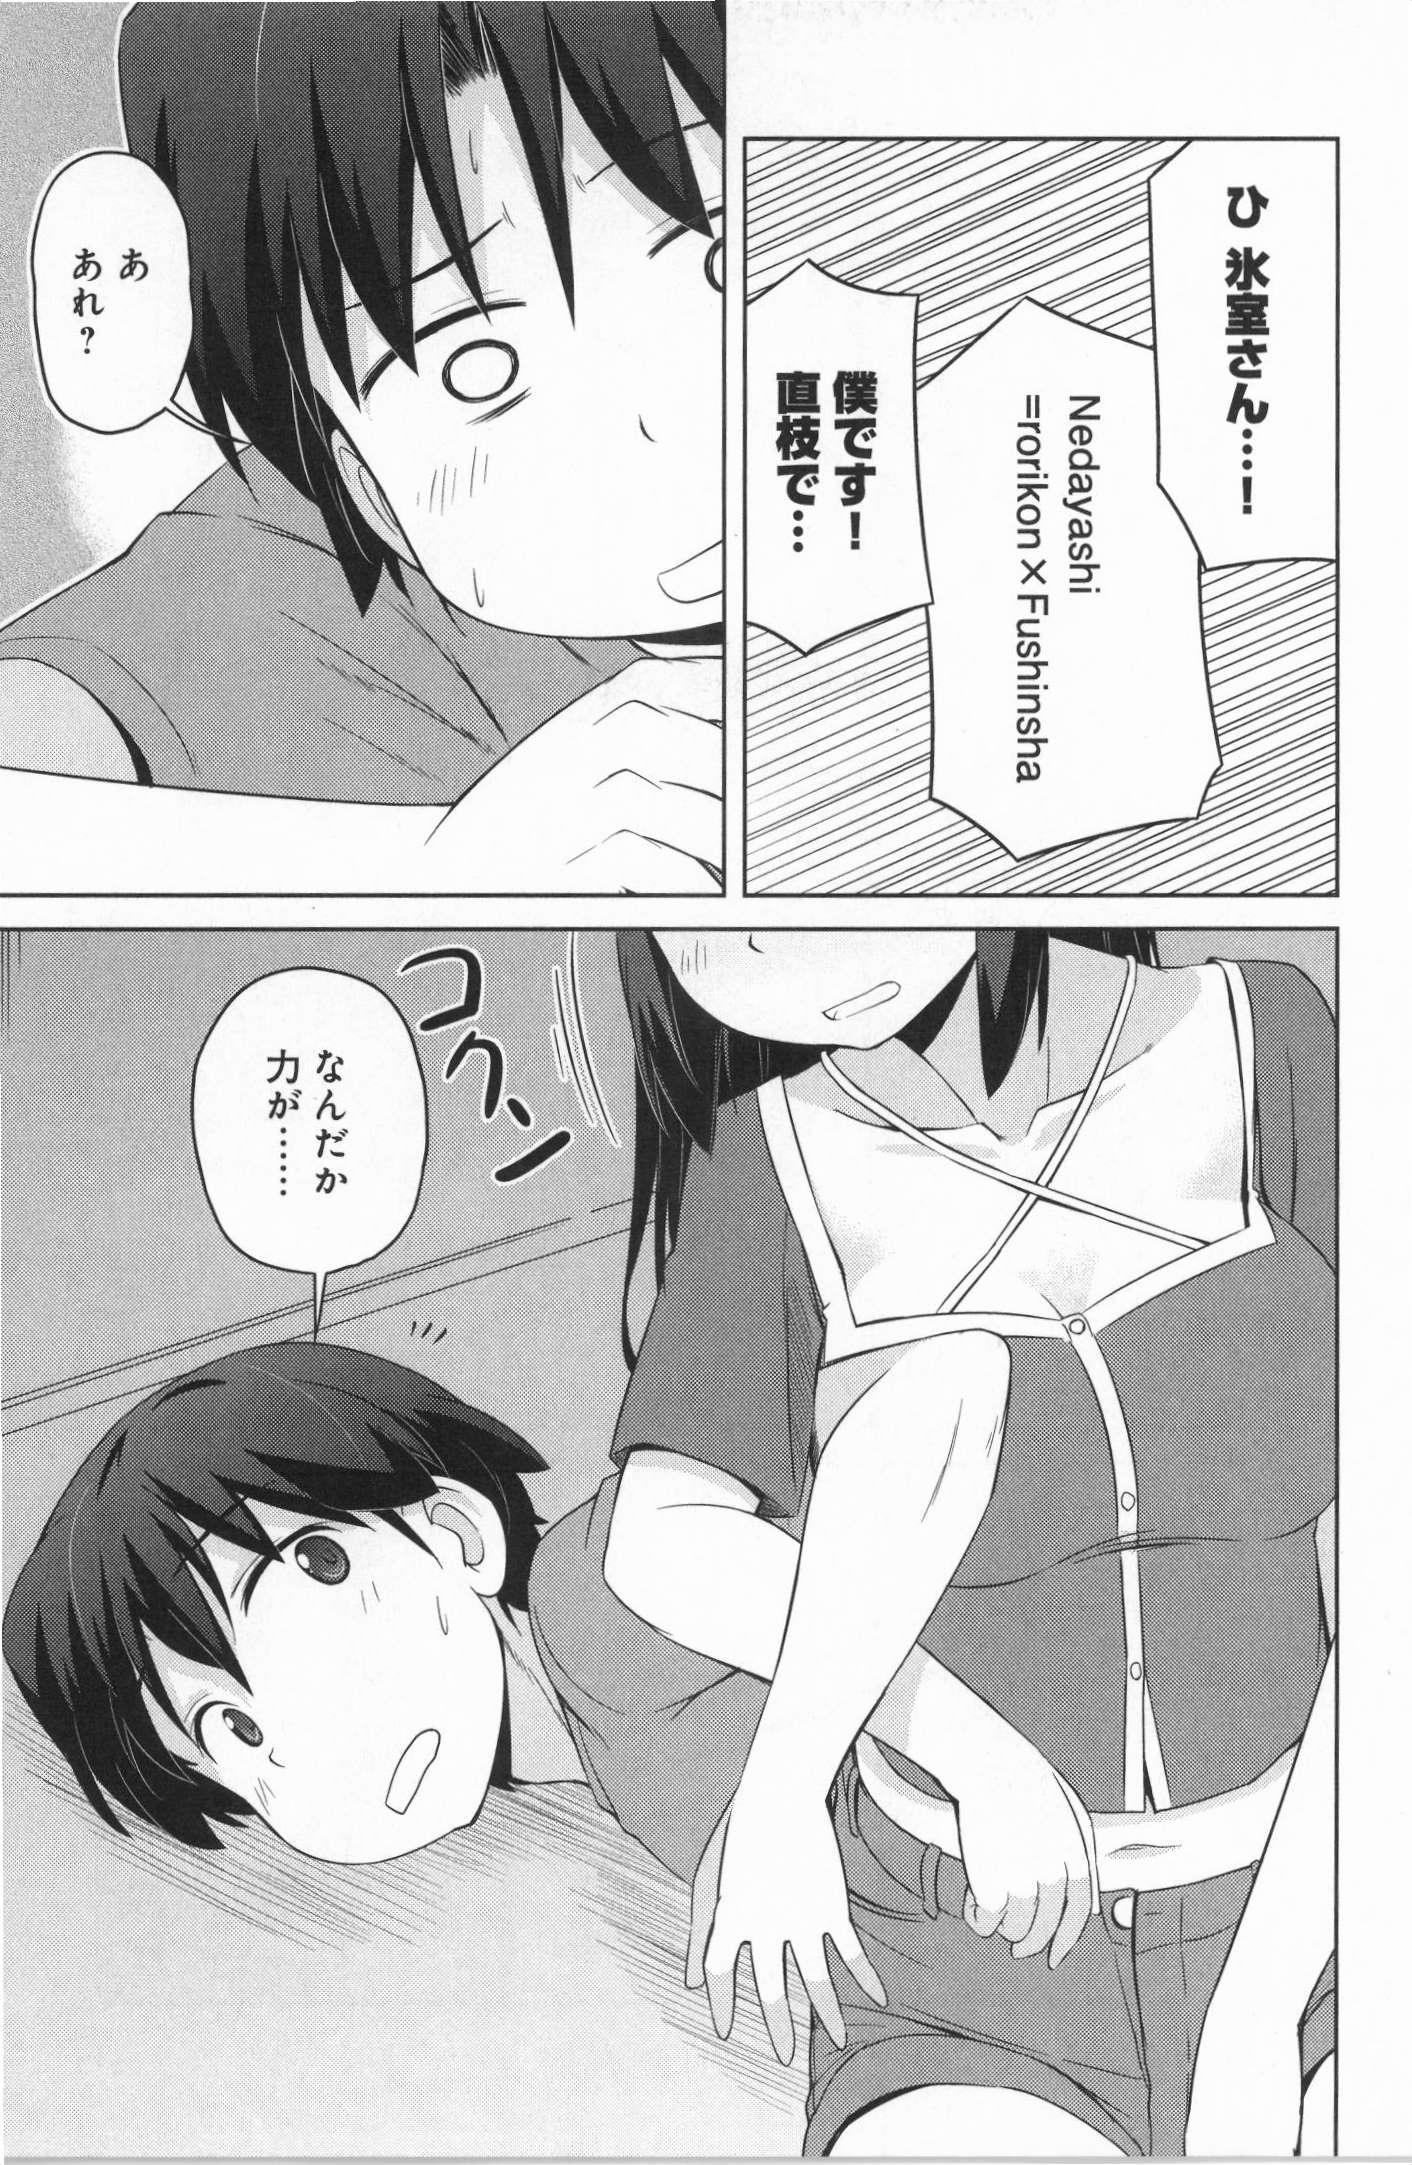 ひ 氷室さん…！
Nedayashi
=rorikon×Fushinsha
僕です！
直枝で…
あ
あれ？
コクン
なんだか
力が……